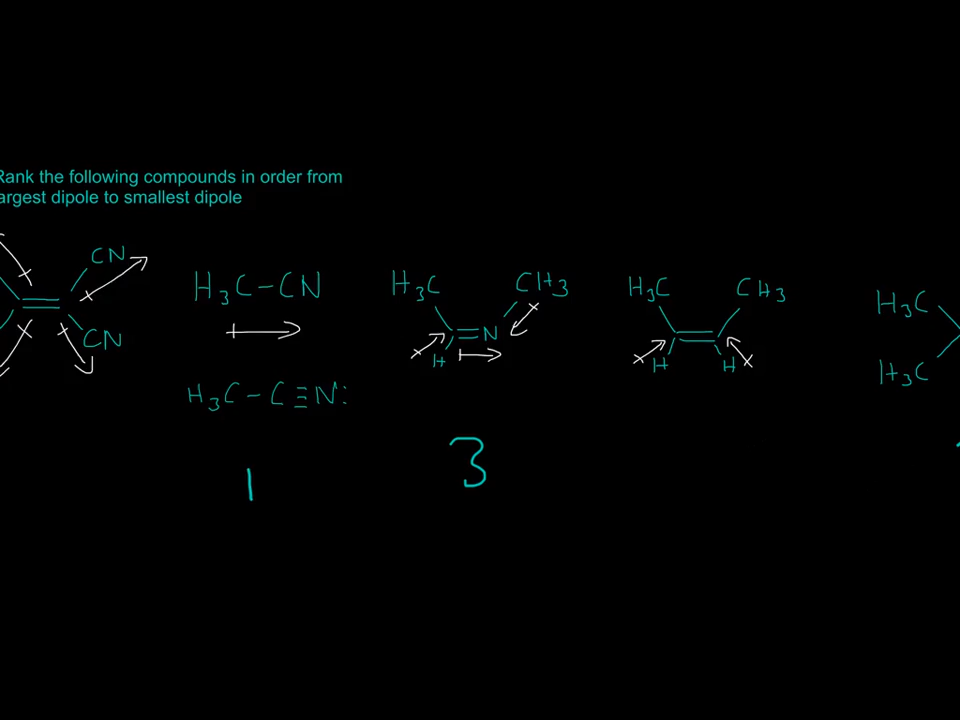 Rank the following compounds in order from
argest dipole to smallest dipole
CN
CN
H3C-CN
H3C-C≡N:
1
H3C CH3
H =N
3
H3C CH3
H = H
H3C
H3C